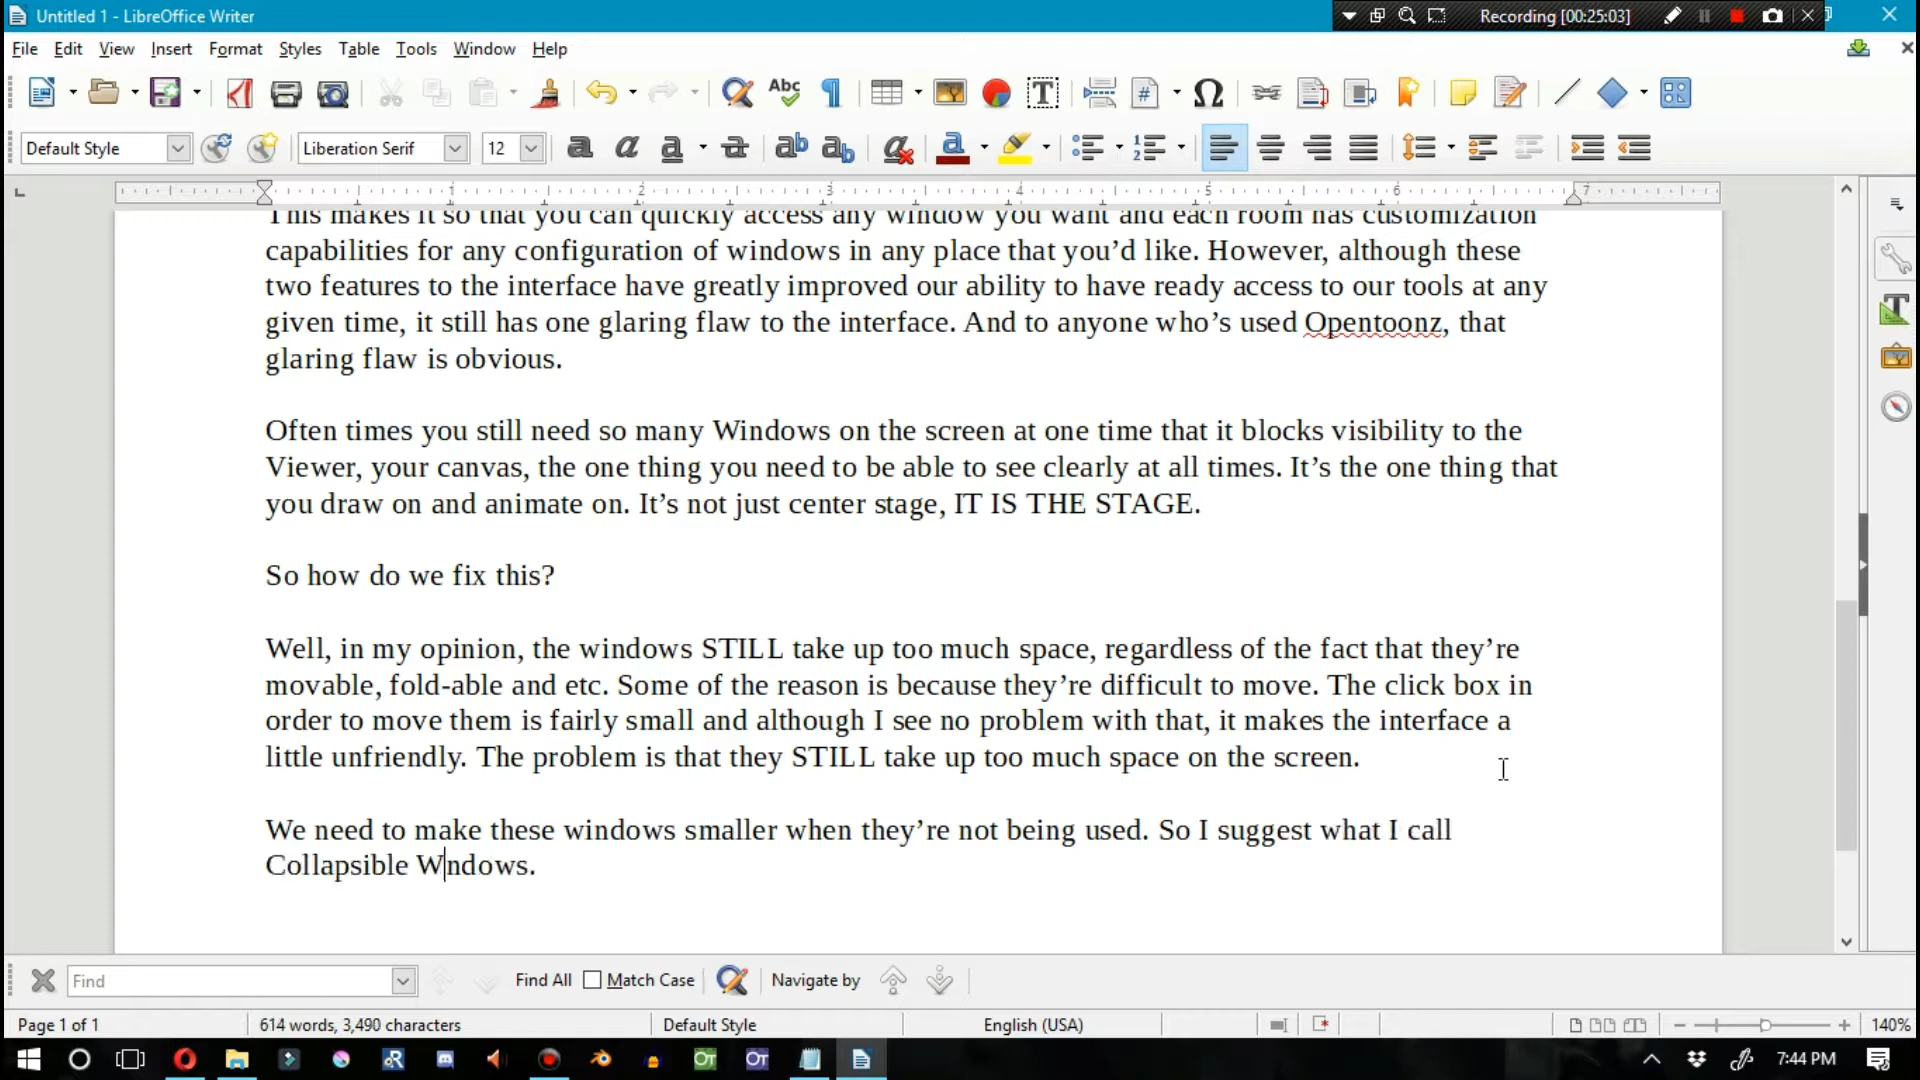 Untitled 1 - LibreOffice Writer
Recording [00:25:03]
File Edit View Insert Format Styles Table Tools Window Help
Default Style Liberation Serif 12
1 2 3 4 5 6 7
This makes it so that you can quickly access any window you want and each room has customization
capabilities for any configuration of windows in any place that you’d like. However, although these
two features to the interface have greatly improved our ability to have ready access to our tools at any
given time, it still has one glaring flaw to the interface. And to anyone who’s used Opentoonz, that
glaring flaw is obvious.
Often times you still need so many Windows on the screen at one time that it blocks visibility to the
Viewer, your canvas, the one thing you need to be able to see clearly at all times. It’s the one thing that
you draw on and animate on. It’s not just center stage, IT IS THE STAGE.
So how do we fix this?
Well, in my opinion, the windows STILL take up too much space, regardless of the fact that they’re
movable, fold-able and etc. Some of the reason is because they’re difficult to move. The click box in
order to move them is fairly small and although I see no problem with that, it makes the interface a
little unfriendly. The problem is that they STILL take up too much space on the screen.
We need to make these windows smaller when they’re not being used. So I suggest what I call
Collapsible Wndows.
Find Find All Match Case Navigate by
Page 1 of 1 614 words, 3,490 characters Default Style English (USA) 140%
7:44 PM